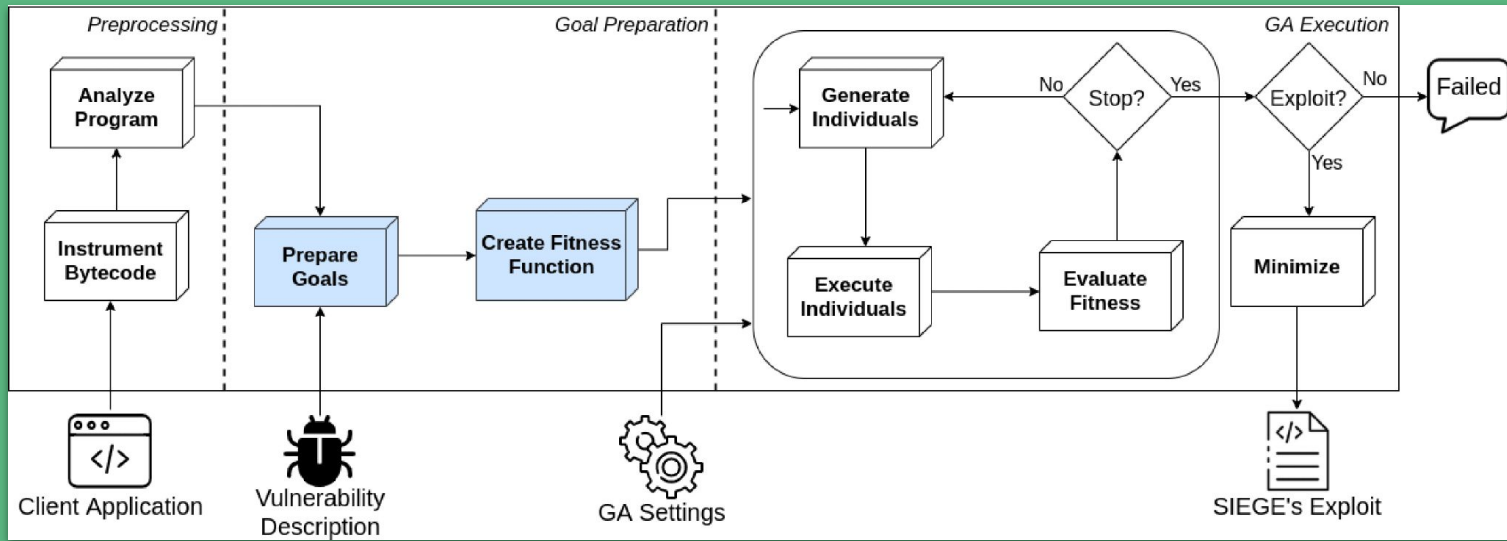 Preprocessing
Goal Preparation
GA Execution
Analyze
Program
Instrument
Bytecode
Prepare
Goals
Create Fitness
Function
Generate
Individuals
No
Stop?
Yes
Exploit?
No
Failed
Yes
Execute
Individuals
Evaluate
Fitness
Minimize
</>
Client Application
Vulnerability
Description
GA Settings
</>
SIEGE's Exploit